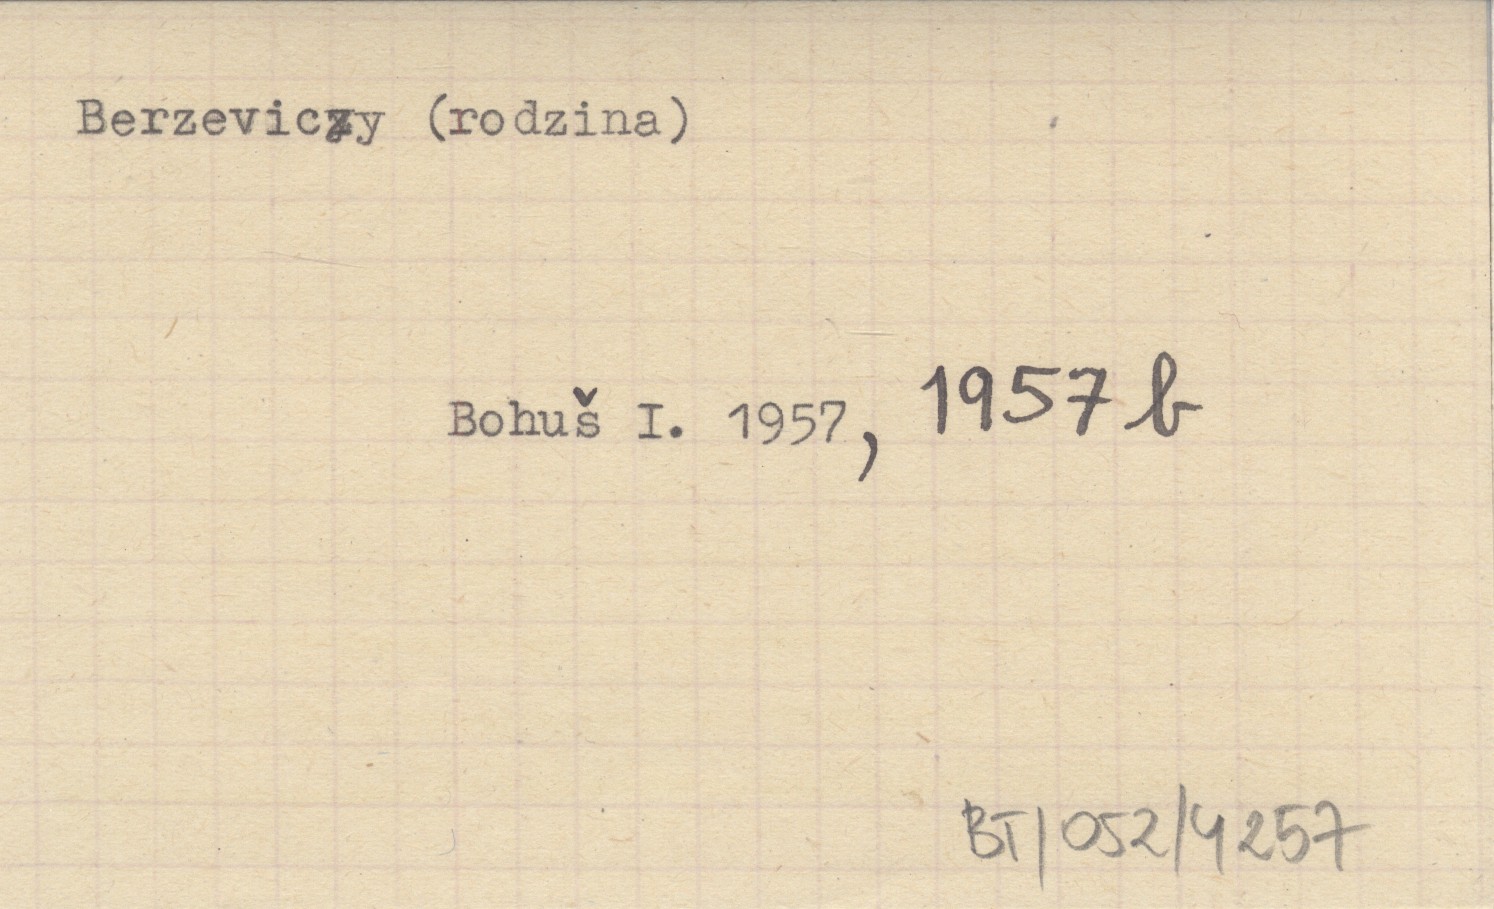 Berzeviczy (rodzina)
Bohuš I. 1957, 1957 b
BT/052/4257